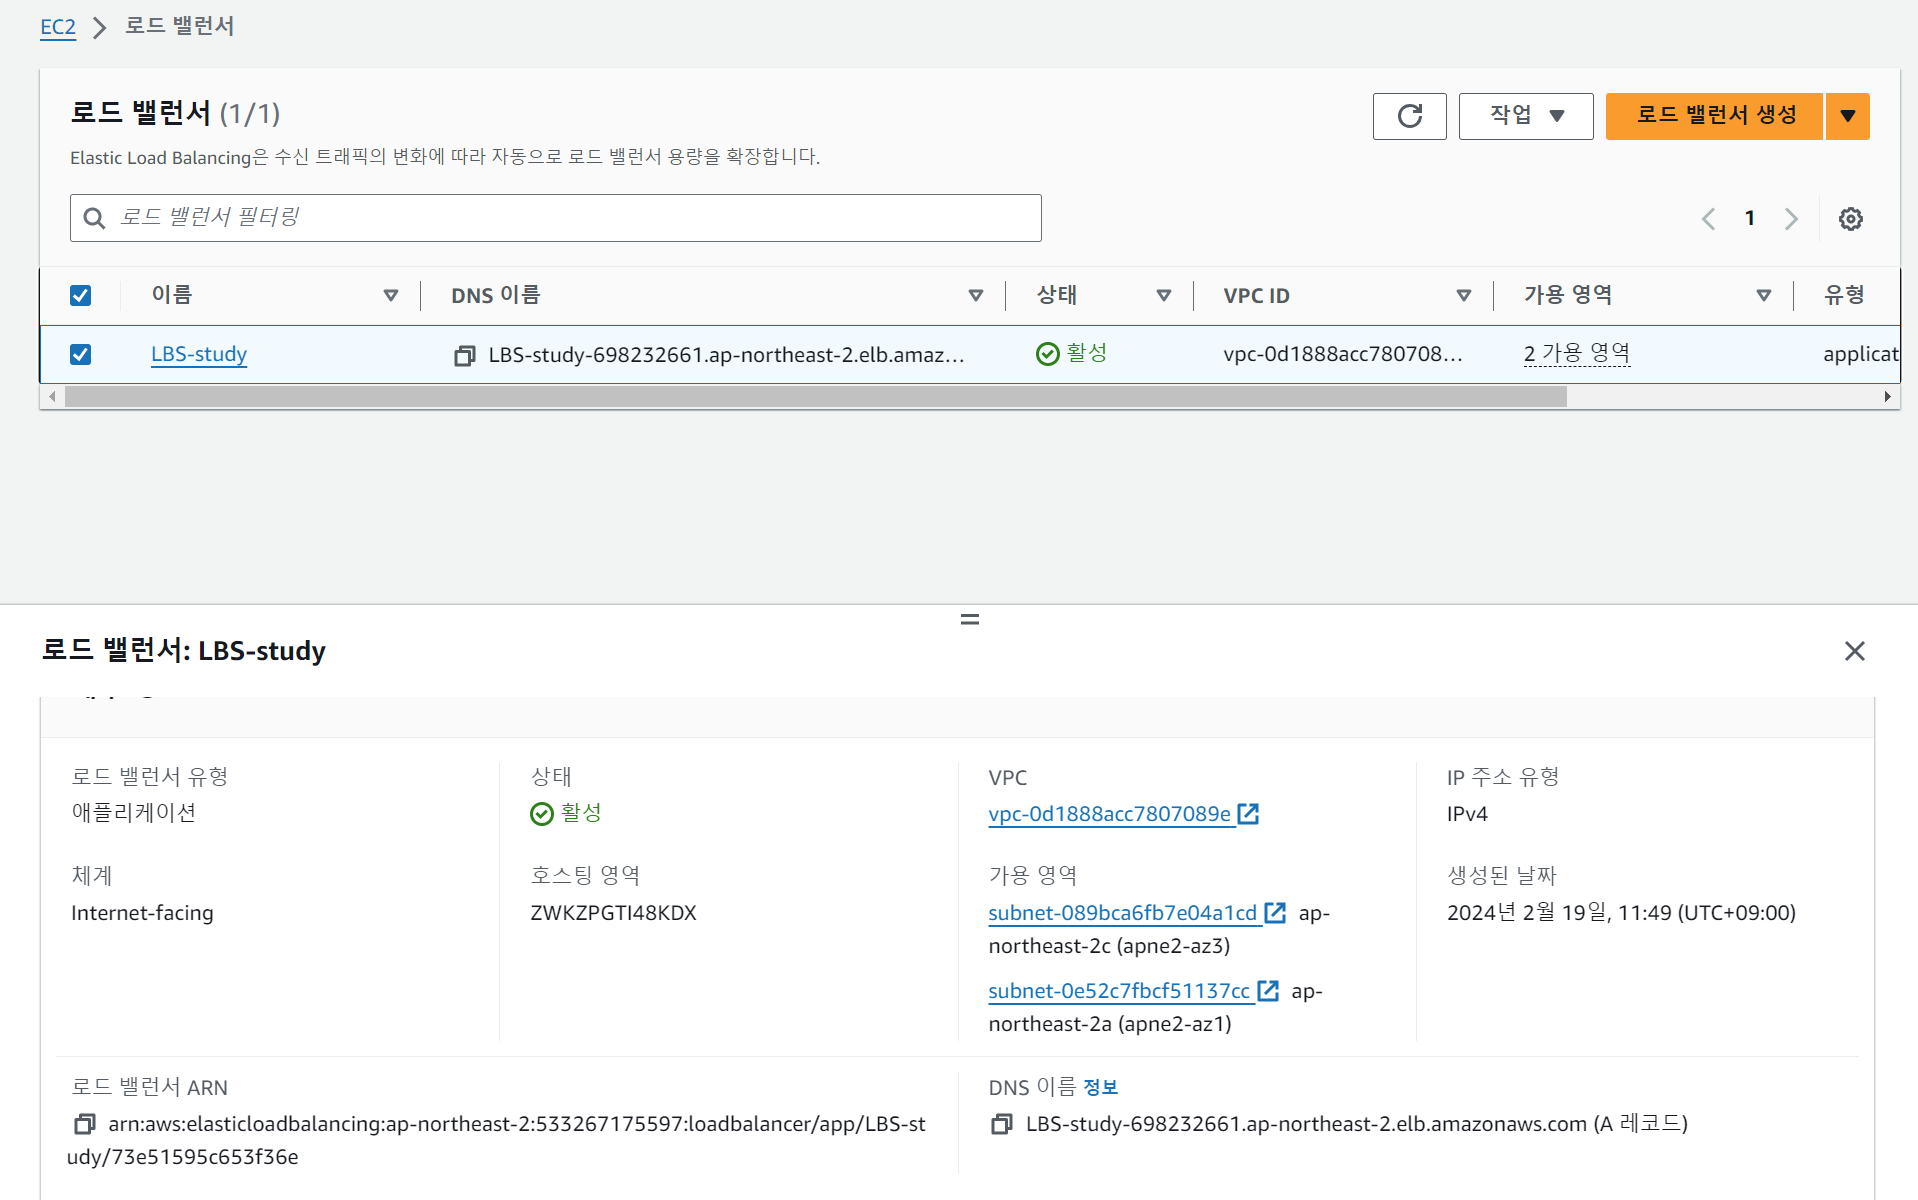 EC2 > 로드 밸런서
로드 밸런서 (1/1)
작업
로드 밸런서 생성
Elastic Load Balancing은 수신 트래픽의 변화에 따라 자동으로 로드 밸런서 용량을 확장합니다.
로드 밸런서 필터링
1
이름 DNS 이름 상태 VPC ID 가용 영역 유형
LBS-study LBS-study-698232661.ap-northeast-2.elb.amaz... 활성 vpc-0d1888acc780708... 2 가용 영역 applicat
로드 밸런서: LBS-study
로드 밸런서 유형
애플리케이션
상태
활성
VPC
vpc-0d1888acc7807089e
IP 주소 유형
IPv4
체계
Internet-facing
호스팅 영역
ZWKZPGTI48KDX
가용 영역
subnet-089bca6fb7e04a1cd ap-
northeast-2c (apne2-az3)
subnet-0e52c7fbcf51137cc ap-
northeast-2a (apne2-az1)
생성된 날짜
2024년 2월 19일, 11:49 (UTC+09:00)
로드 밸런서 ARN
arn:aws:elasticloadbalancing:ap-northeast-2:533267175597:loadbalancer/app/LBS-st
udy/73e51595c653f36e
DNS 이름 정보
LBS-study-698232661.ap-northeast-2.elb.amazonaws.com (A 레코드)